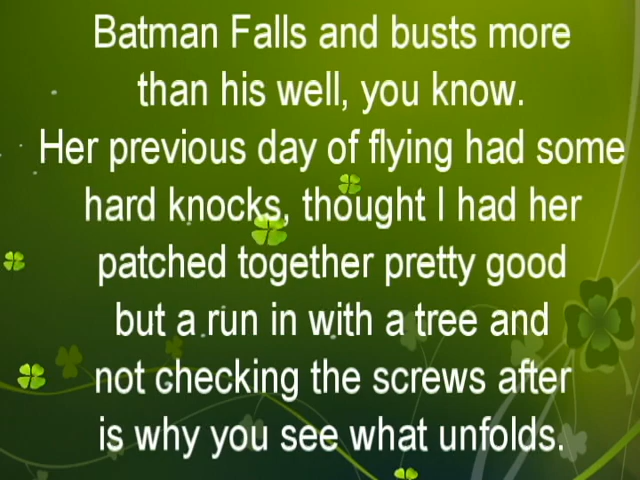 Batman Falls and busts more
than his well, you know.
Her previous day of flying had some
hard knocks, thought I had her
patched together pretty good
but a run in with a tree and
not checking the screws after
is why you see what unfolds.